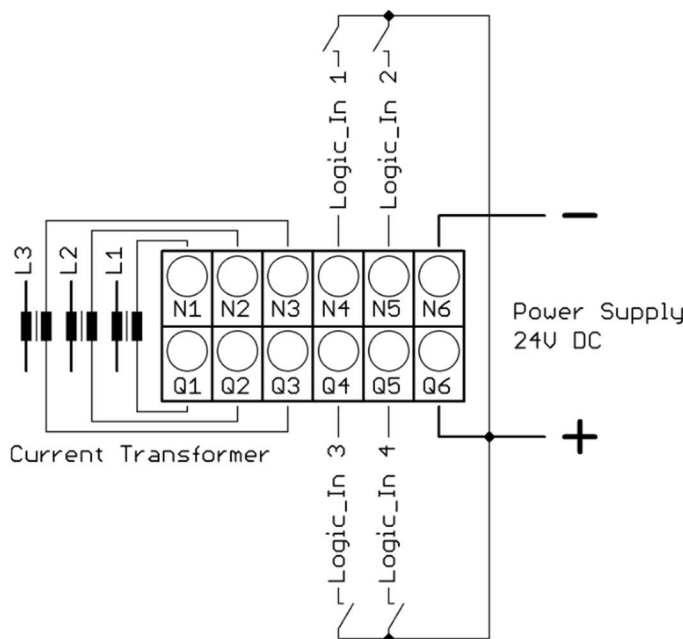 Logic_In 1
Logic_In 2
L3
L2
L1
N1 N2 N3 N4 N5 N6
Q1 Q2 Q3 Q4 Q5 Q6
Power Supply
24V DC
Current Transformer
Logic_In 3
Logic_In 4